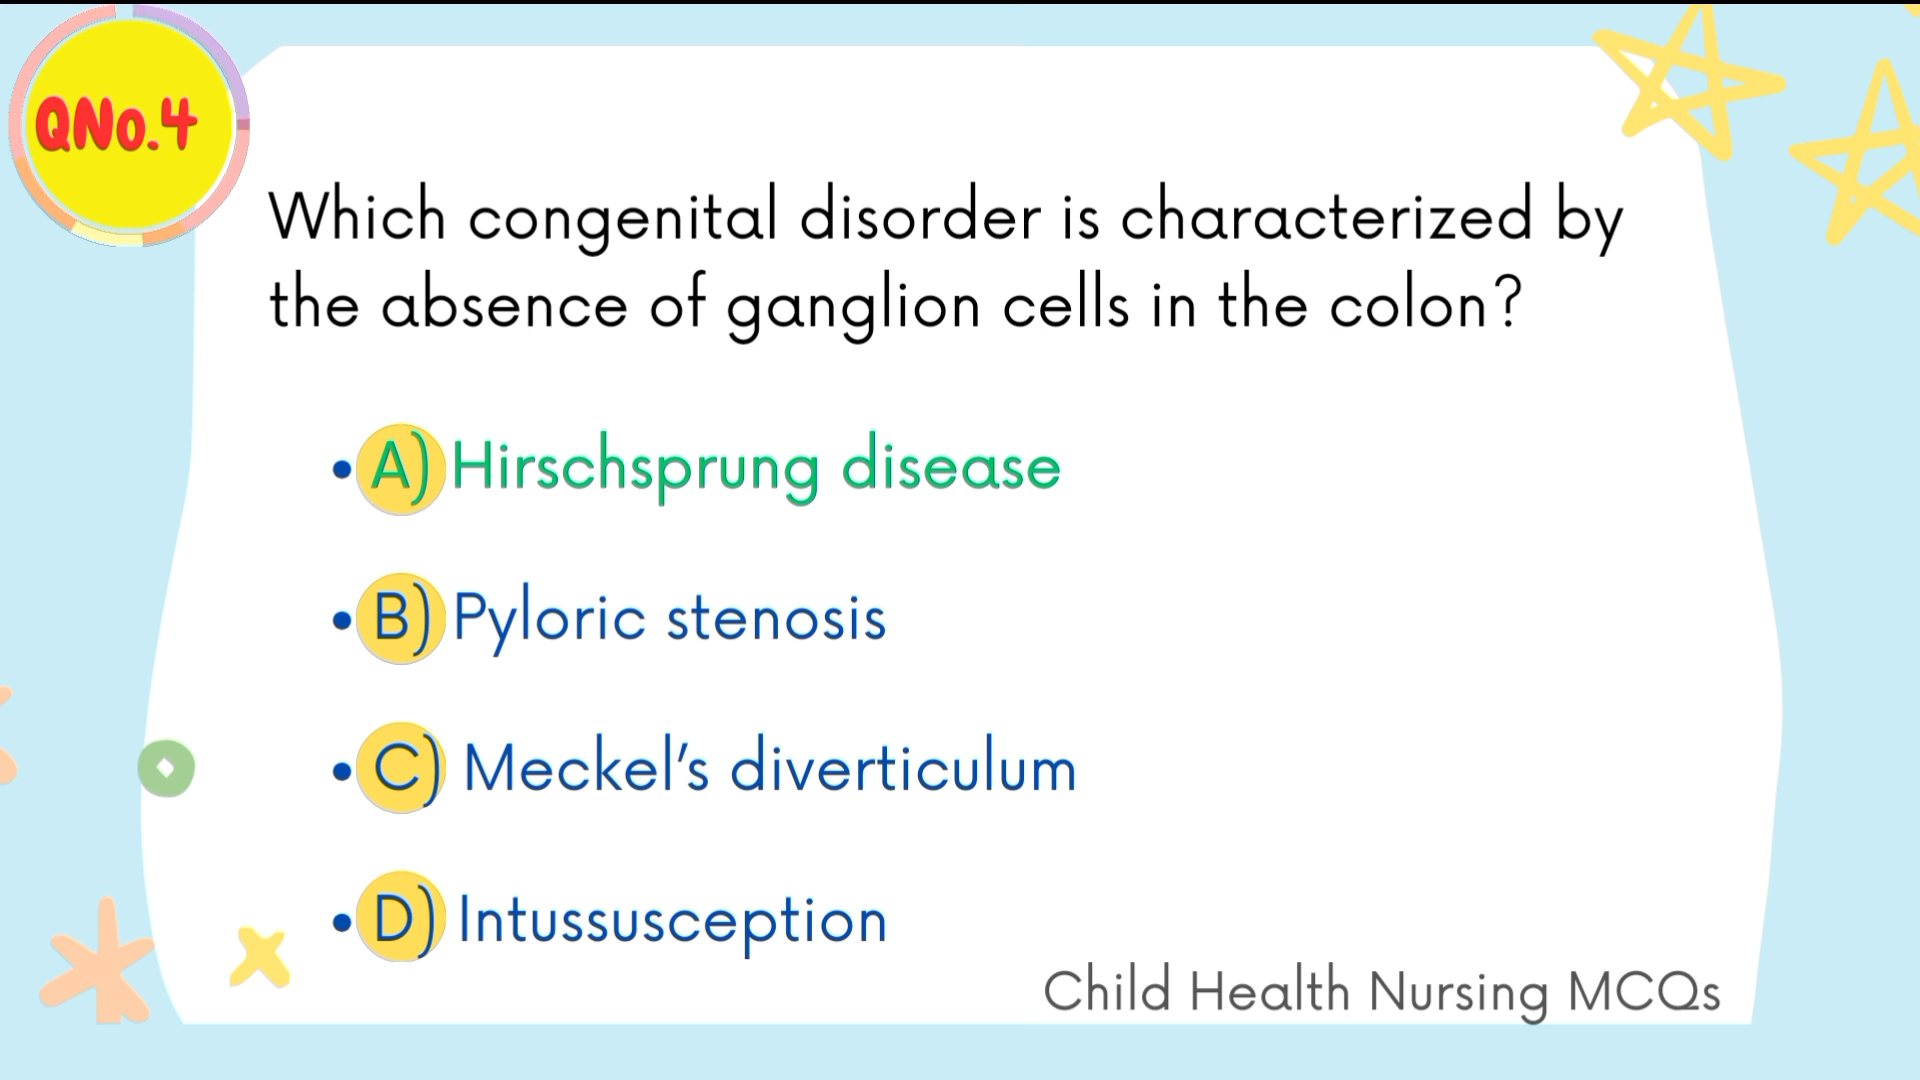 QNo.4
Which congenital disorder is characterized by
the absence of ganglion cells in the colon?
• A) Hirschsprung disease
• B) Pyloric stenosis
• C) Meckel’s diverticulum
• D) Intussusception
Child Health Nursing MCQs